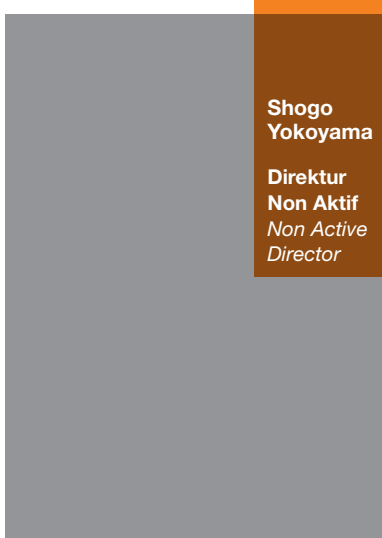 Shogo
Yokoyama
Direktur
Non Aktif
Non Active
Director